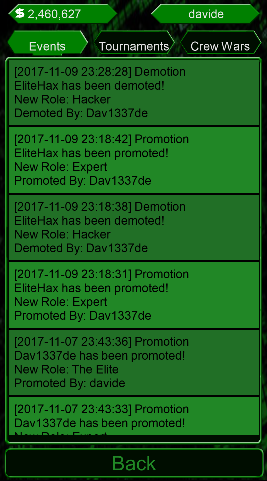 $ 2,460,627
davide
Events
Tournaments
Crew Wars
[2017-11-09 23:28:28] Demotion
EliteHax has been demoted!
New Role: Hacker
Demoted By: Dav1337de
[2017-11-09 23:18:42] Promotion
EliteHax has been promoted!
New Role: Expert
Promoted By: Dav1337de
[2017-11-09 23:18:38] Demotion
EliteHax has been demoted!
New Role: Hacker
Demoted By: Dav1337de
[2017-11-09 23:18:31] Promotion
EliteHax has been promoted!
New Role: Expert
Promoted By: Dav1337de
[2017-11-07 23:43:36] Promotion
Dav1337de has been promoted!
New Role: The Elite
Promoted By: davide
[2017-11-07 23:43:33] Promotion
Dav1337de has been promoted!
New Role: Expert
Back